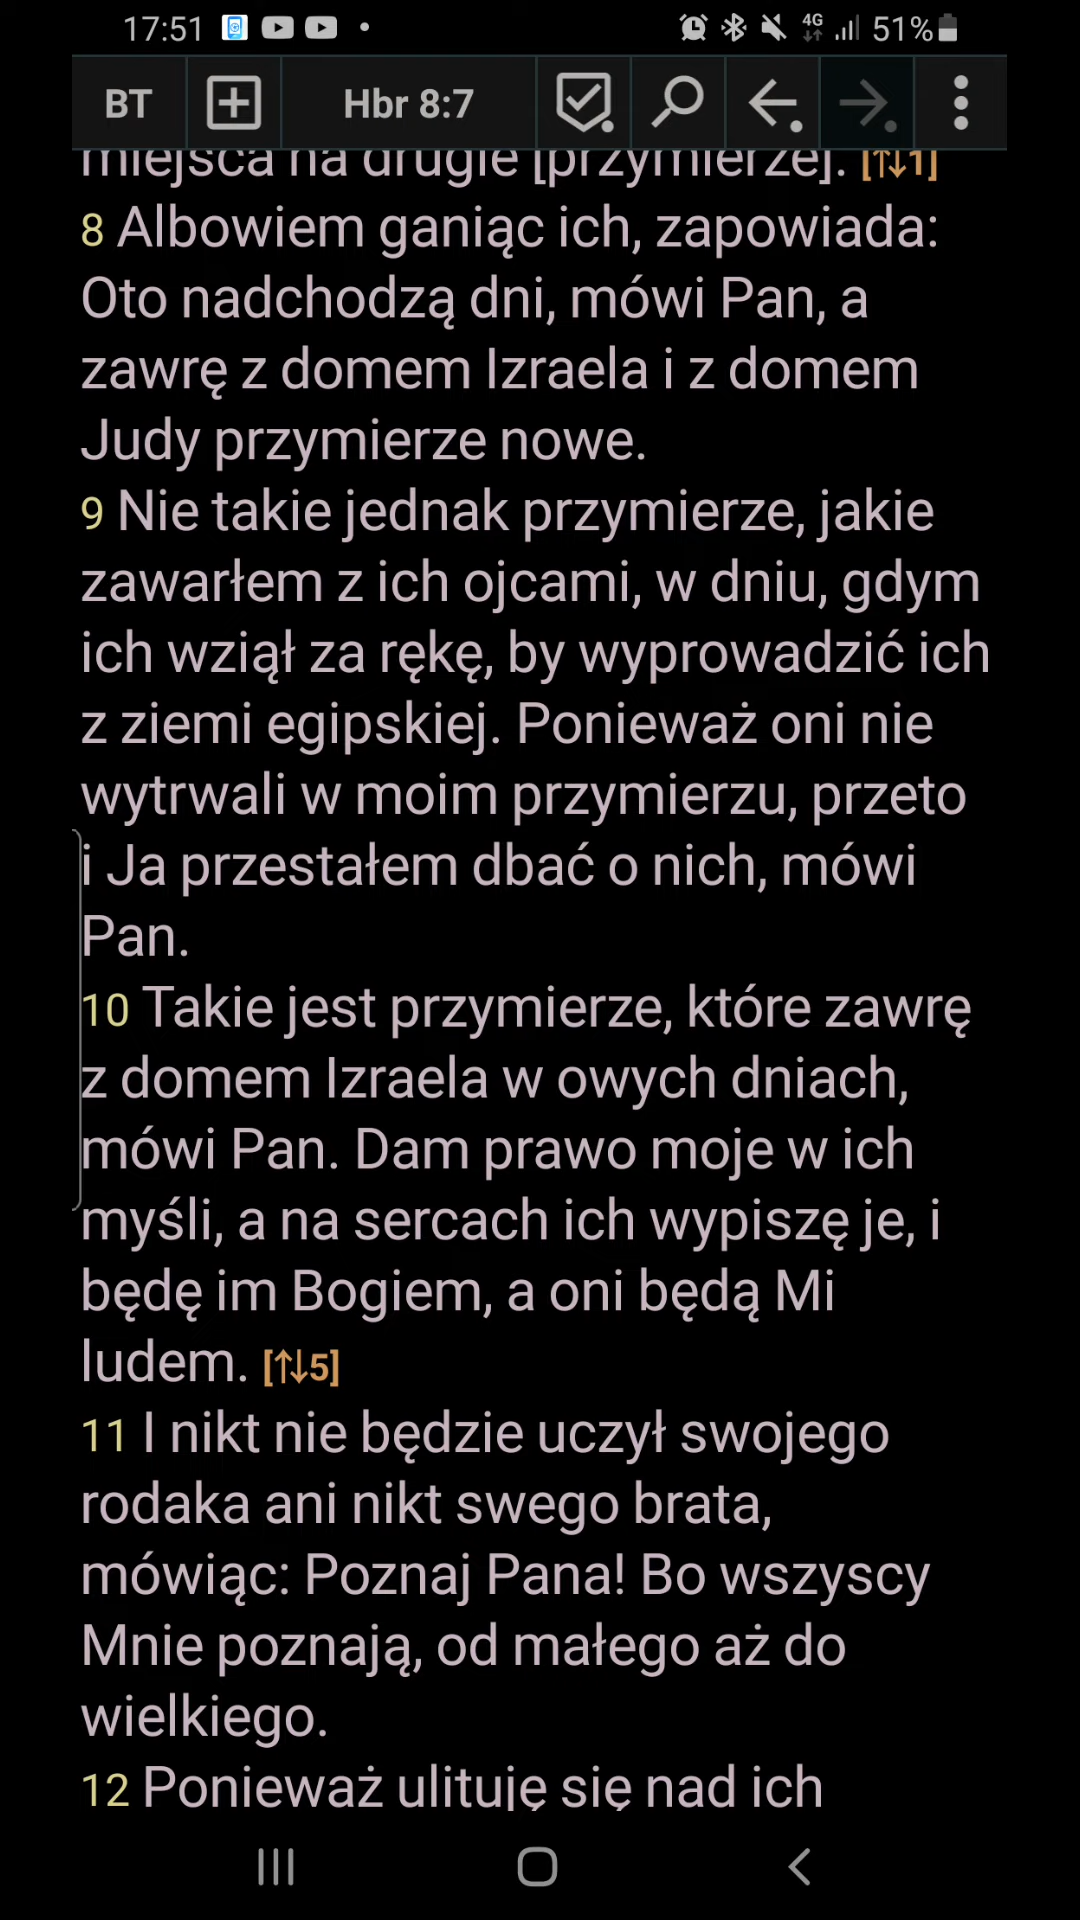 17:51
4G 51%
BT Hbr 8:7
miejsca na drugie [przymierze]. [↑↓1]
8 Albowiem ganiąc ich, zapowiada:
Oto nadchodzą dni, mówi Pan, a
zawrę z domem Izraela i z domem
Judy przymierze nowe.
9 Nie takie jednak przymierze, jakie
zawarłem z ich ojcami, w dniu, gdym
ich wziął za rękę, by wyprowadzić ich
z ziemi egipskiej. Ponieważ oni nie
wytrwali w moim przymierzu, przeto
i Ja przestałem dbać o nich, mówi
Pan.
10 Takie jest przymierze, które zawrę
z domem Izraela w owych dniach,
mówi Pan. Dam prawo moje w ich
myśli, a na sercach ich wypiszę je, i
będę im Bogiem, a oni będą Mi
ludem. [↑↓5]
11 I nikt nie będzie uczył swojego
rodaka ani nikt swego brata,
mówiąc: Poznaj Pana! Bo wszyscy
Mnie poznają, od małego aż do
wielkiego.
12 Ponieważ ulituję się nad ich